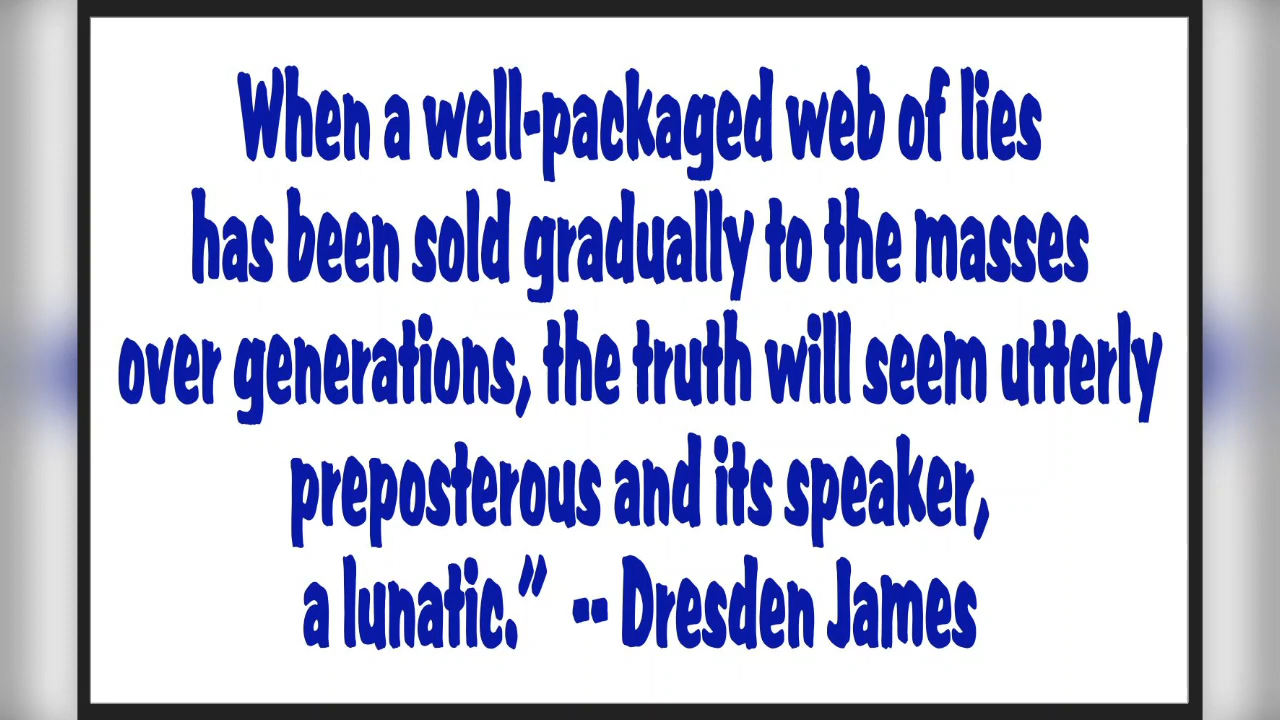 When a well-packaged web of lies
has been sold gradually to the masses
over generations, the truth will seem utterly
preposterous and its speaker,
a lunatic.” -- Dresden James